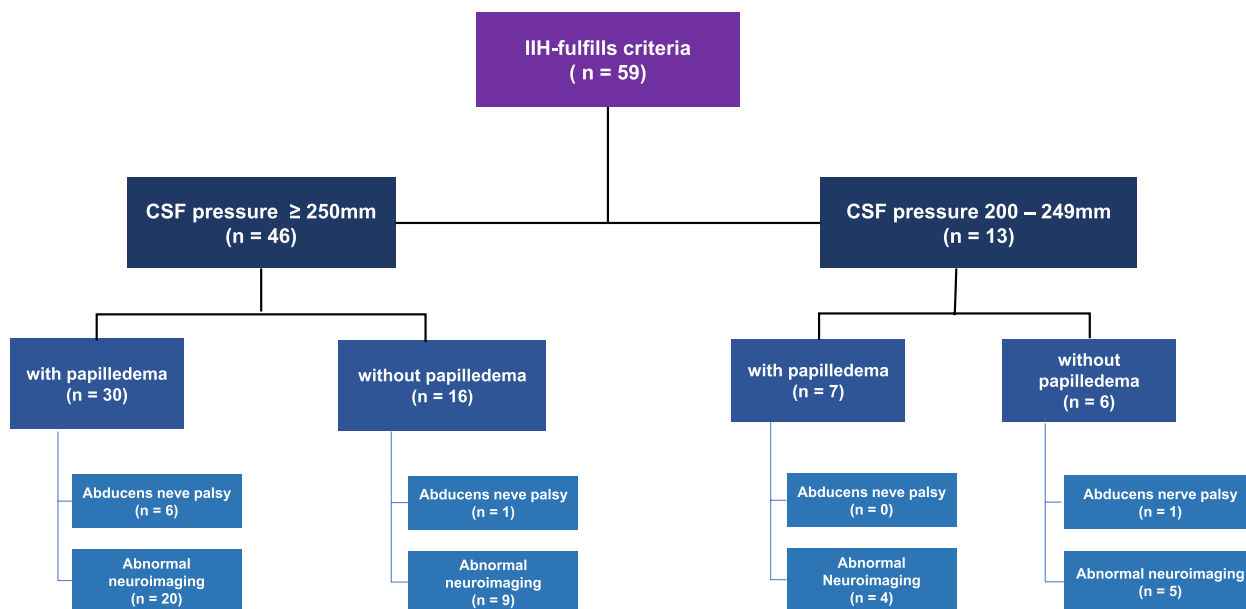 IIH-fulfills criteria
( n = 59)
CSF pressure ≥ 250mm
(n = 46)
CSF pressure 200 – 249mm
(n = 13)
with papilledema
(n = 30)
without papilledema
(n = 16)
with papilledema
(n = 7)
without
papilledema
(n = 6)
Abducens neve palsy
(n = 6)
Abducens neve palsy
(n = 1)
Abducens neve palsy
(n = 0)
Abducens nerve palsy
(n = 1)
Abnormal
neuroimaging
(n = 20)
Abnormal
neuroimaging
(n = 9)
Abnormal
Neuroimaging
(n = 4)
Abnormal neuroimaging
(n = 5)